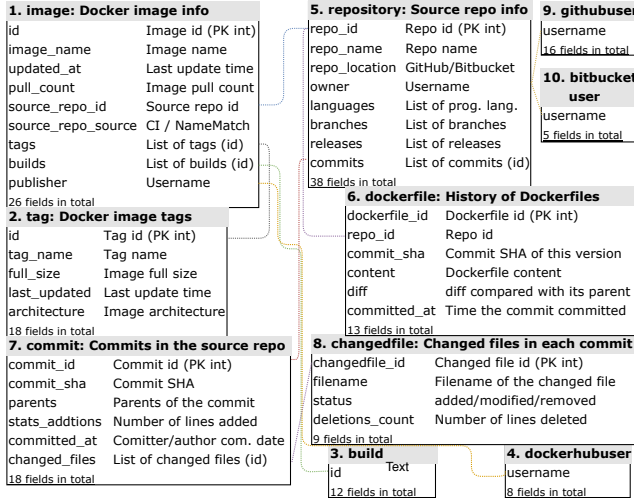 1. image: Docker image info
id Image id (PK int)
image_name Image name
updated_at Last update time
pull_count Image pull count
source_repo_id Source repo id
source_repo_source CI / NameMatch
tags List of tags (id)
builds List of builds (id)
publisher Username
26 fields in total
2. tag: Docker image tags
id Tag id (PK int)
tag_name Tag name
full_size Image full size
last_updated Last update time
architecture Image architecture
18 fields in total
7. commit: Commits in the source repo
commit_id Commit id (PK int)
commit_sha Commit SHA
parents Parents of the commit
stats_addtions Number of lines added
committed_at Comitter/author com. date
changed_files List of changed files (id)
18 fields in total
5. repository: Source repo info
repo_id Repo id (PK int)
repo_name Repo name
repo_location GitHub/Bitbucket
owner Username
languages List of prog. lang.
branches List of branches
releases List of releases
commits List of commits (id)
38 fields in total
9. githubuser
username
16 fields in total
10. bitbucket
user
username
5 fields in total
6. dockerfile: History of Dockerfiles
dockerfile_id Dockerfile id (PK int)
repo_id Repo id
commit_sha Commit SHA of this version
content Dockerfile content
diff diff compared with its parent
committed_at Time the commit committed
13 fields in total
8. changedfile: Changed files in each commit
changedfile_id Changed file id (PK int)
filename Filename of the changed file
status added/modified/removed
deletions_count Number of lines deleted
9 fields in total
3. build
id
Text
12 fields in total
4. dockerhubuser
username
8 fields in total